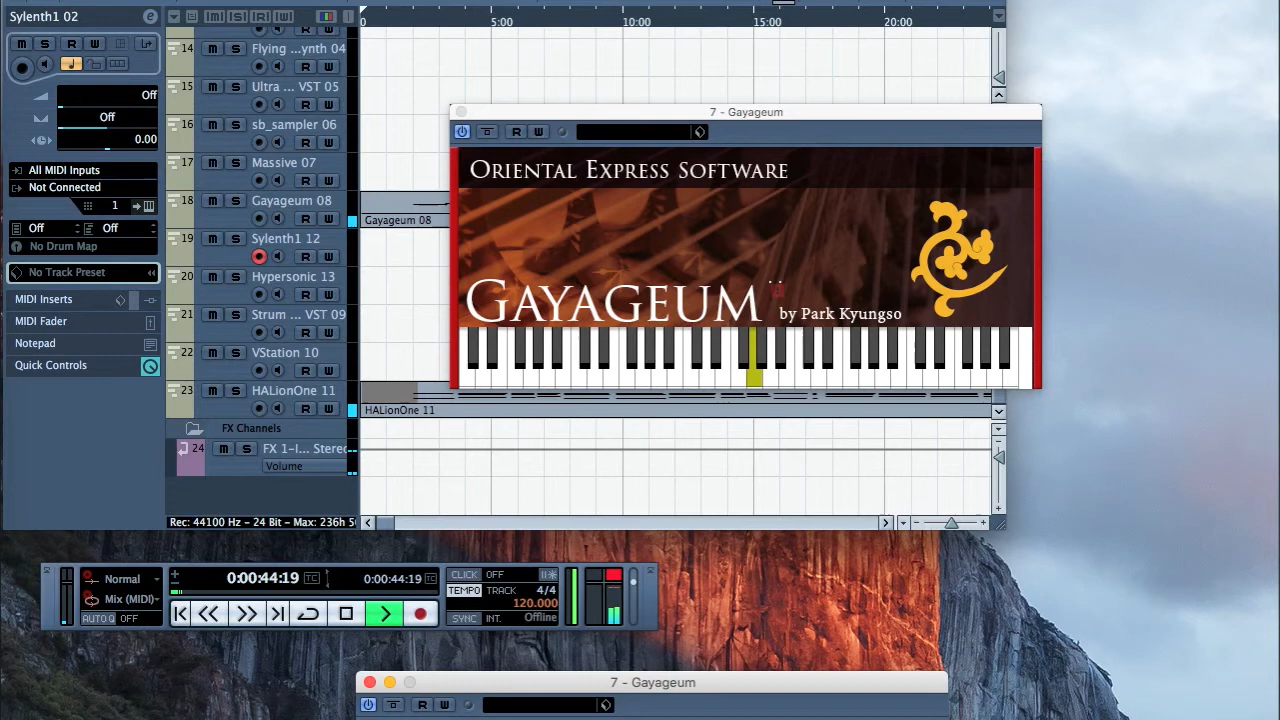 Sylenth1 02
M S R W
Off
Off
0.00
All MIDI Inputs
Not Connected
1
Off Off
No Drum Map
No Track Preset
MIDI Inserts
MIDI Fader
Notepad
Quick Controls
M S R W
0 5:00 10:00 15:00 20:00
14 M S Flying ...ynth 04
R W
15 M S Ultra ... VST 05
R W
16 M S sb_sampler 06
R W
17 M S Massive 07
R W
18 M S Gayageum 08
R W
Gayageum 08
19 M S Sylenth1 12
R W
20 M S Hypersonic 13
R W
21 M S Strum ... VST 09
R W
22 M S VStation 10
R W
23 M S HALionOne 11
R W
HALionOne 11
FX Channels
24 M S FX 1-I... Stereo
Volume
Rec: 44100 Hz - 24 Bit - Max: 236h 5
7 - Gayageum
R W
ORIENTAL EXPRESS SOFTWARE
GAYAGEUM
by Park Kyungso
Normal
Mix (MIDI)
AUTO Q OFF
0:00:44:19 TC
0:00:44:19 TC
CLICK OFF
TEMPO TRACK 4/4
120.000
SYNC INT. Offline
7 - Gayageum
R W